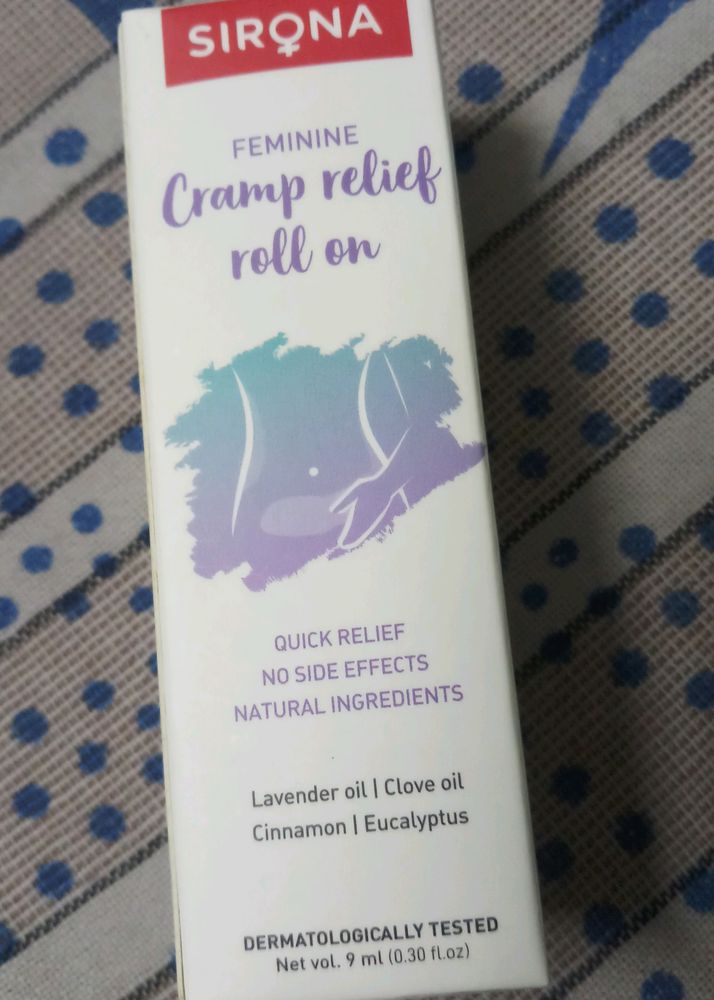 SIRONA
FEMININE
Cramp relief
roll on
QUICK RELIEF
NO SIDE EFFECTS
NATURAL INGREDIENTS
Lavender oil | Clove oil
Cinnamon | Eucalyptus
DERMATOLOGICALLY TESTED
Net vol. 9 ml (0.30 fl.oz)